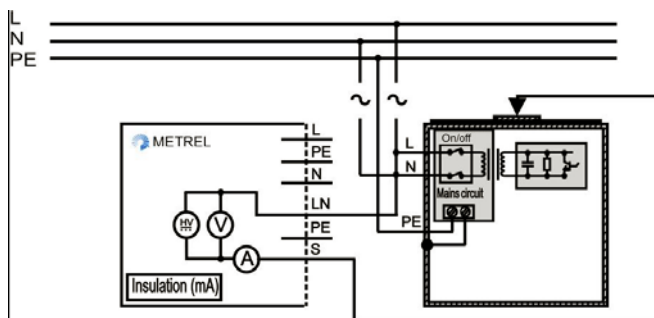 L
N
PE
METREL
L
PE
N
LN
PE
S
HV
V
A
Insulation (mA)
On/off
L
N
Mains circuit
PE